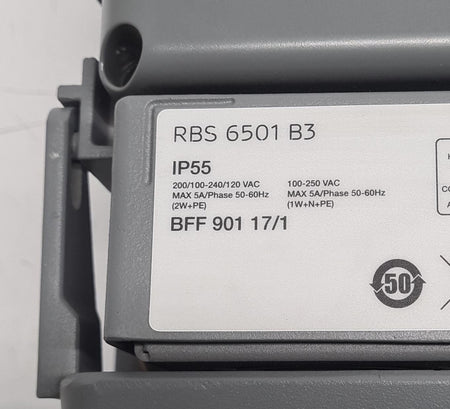 RBS 6501 B3
IP55
200/100-240/120 VAC
MAX 5A/Phase 50-60Hz
(2W+PE)
100-250 VAC
MAX 5A/Phase 50-60Hz
(1W+N+PE)
BFF 901 17/1
50